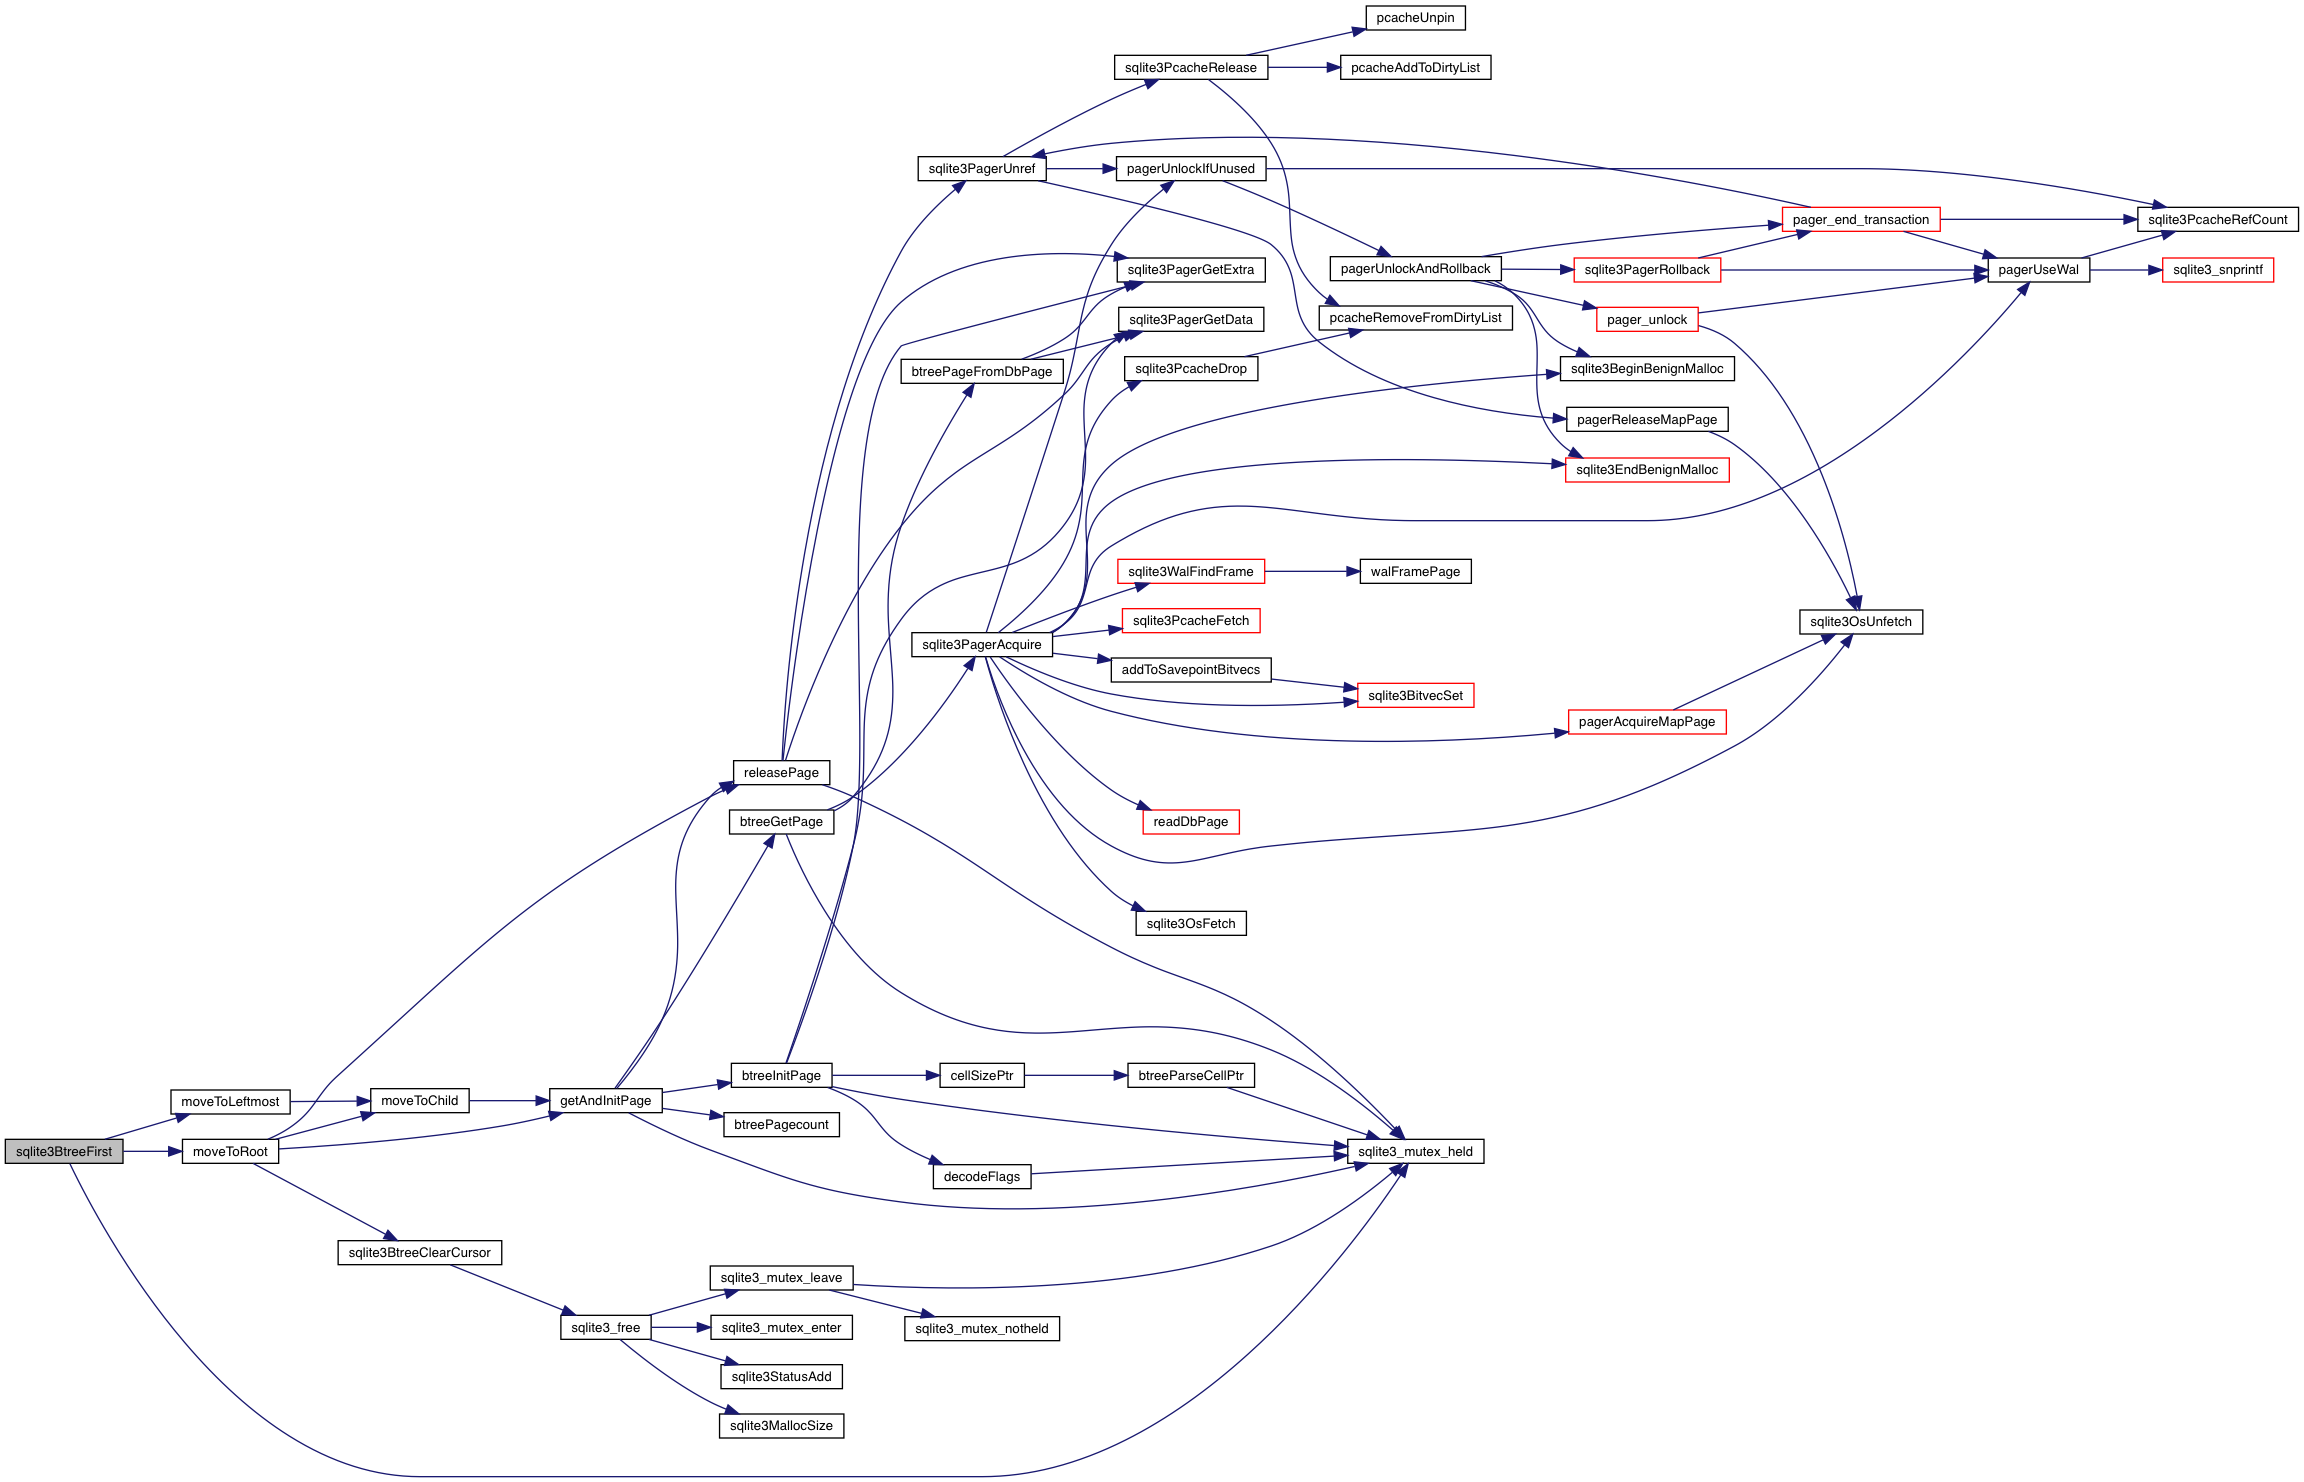 pcacheUnpin
sqlite3PcacheRelease
pcacheAddToDirtyList
sqlite3PagerUnref
pagerUnlockIfUnused
pager_end_transaction
sqlite3PcacheRefCount
sqlite3PagerGetExtra
pagerUnlockAndRollback
sqlite3PagerRollback
pagerUseWal
sqlite3_snprintf
sqlite3PagerGetData
pcacheRemoveFromDirtyList
pager_unlock
btreePageFromDbPage
sqlite3PcacheDrop
sqlite3BeginBenignMalloc
pagerReleaseMapPage
sqlite3EndBenignMalloc
sqlite3WalFindFrame
walFramePage
sqlite3PcacheFetch
sqlite3OsUnfetch
sqlite3PagerAcquire
addToSavepointBitvecs
sqlite3BitvecSet
pagerAcquireMapPage
releasePage
btreeGetPage
readDbPage
sqlite3OsFetch
btreeInitPage
cellSizePtr
btreeParseCellPtr
moveToLeftmost
moveToChild
getAndInitPage
btreePagecount
sqlite3BtreeFirst
moveToRoot
sqlite3_mutex_held
decodeFlags
sqlite3BtreeClearCursor
sqlite3_mutex_leave
sqlite3_free
sqlite3_mutex_enter
sqlite3_mutex_notheld
sqlite3StatusAdd
sqlite3MallocSize